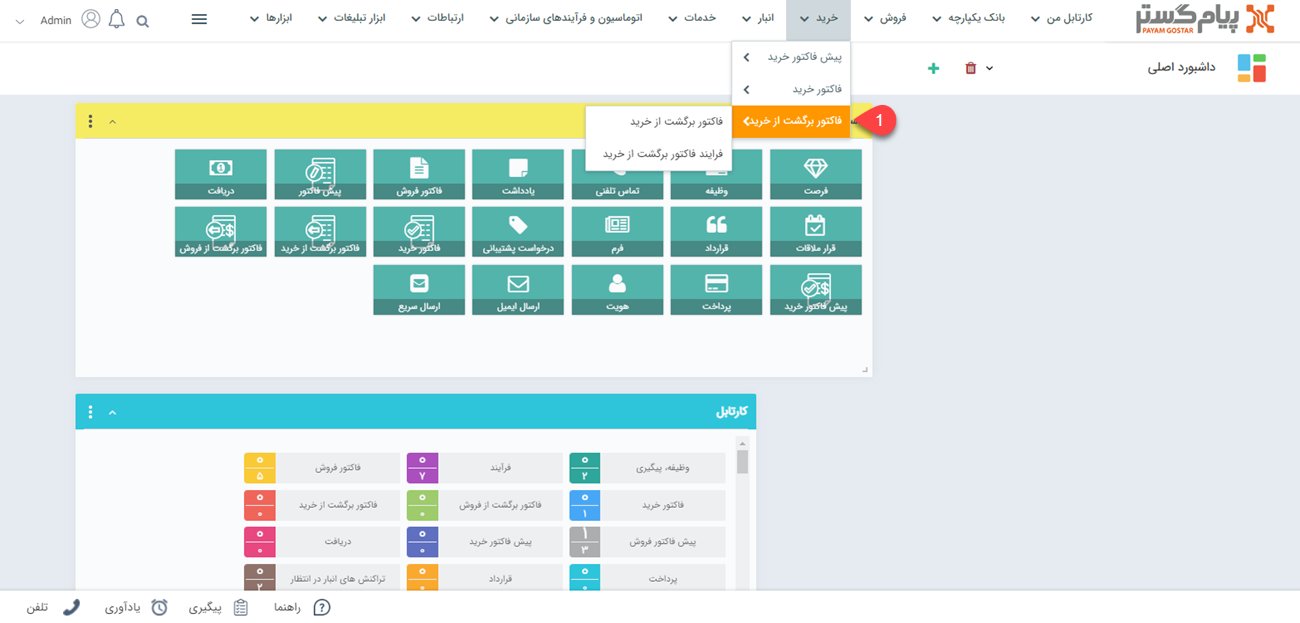 پیام گستر
PAYAM GOSTAR
کارتابل من
بانک یکپارچه
فروش
خرید
انبار
خدمات
اتوماسیون و فرآیندهای سازمانی
ارتباطات
ابزار تبلیغات
ابزارها
Admin
داشبورد اصلی
پیش فاکتور خرید
فاکتور خرید
فاکتور برگشت از خرید
1
فاکتور برگشت از خرید
فرایند فاکتور برگشت از خرید
فرصت
وظیفه
تماس تلفنی
یادداشت
فاکتور فروش
پیش فاکتور
دریافت
قرار ملاقات
قرارداد
فرم
درخواست پشتیبانی
فاکتور خرید
فاکتور برگشت از خرید
فاکتور برگشت از فروش
پیش فاکتور خرید
پرداخت
هویت
ارسال ایمیل
ارسال سریع
کارتابل
وظیفه، پیگیری
۰
۲
فرآیند
۰
۷
فاکتور فروش
۰
۵
فاکتور خرید
۰
۱
فاکتور برگشت از فروش
۰
۰
فاکتور برگشت از خرید
۰
۰
پیش فاکتور فروش
۱
۳
پیش فاکتور خرید
۰
۰
دریافت
۰
۰
پرداخت
۰
۰
قرارداد
۰
۰
تراکنش های انبار در انتظار
۰
۲
راهنما
پیگیری
یادآوری
تلفن